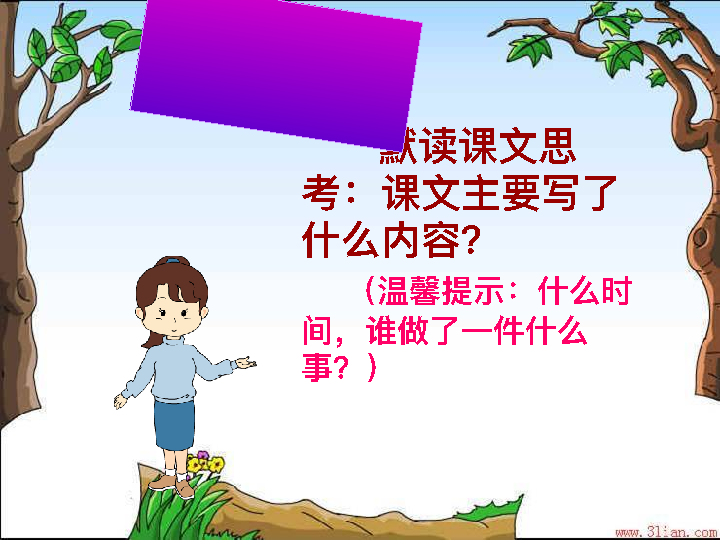 默读课文思
考：课文主要写了
什么内容？
（温馨提示：什么时
间，谁做了一件什么
事？）
www.3lian.com